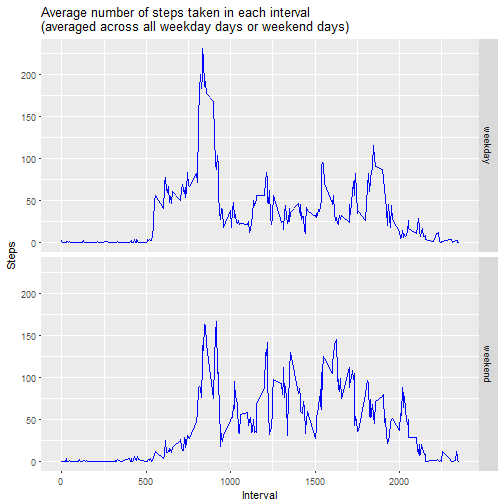 Average number of steps taken in each interval
(averaged across all weekday days or weekend days)
200
150
100
50
0
weekday
Steps
200
150
100
50
0
weekend
0
500
1000
1500
2000
Interval